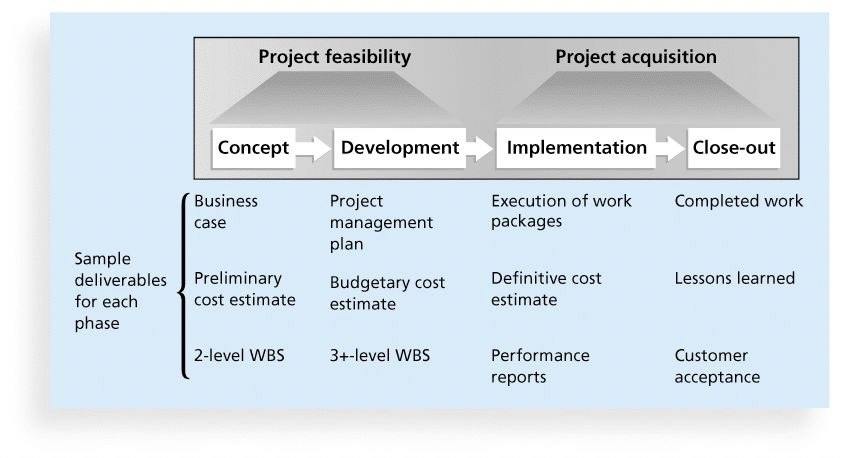 Project feasibility
Project acquisition
Concept
Development
Implementation
Close-out
Sample
deliverables
for each
phase
Business
case
Project
management
plan
Execution of work
packages
Completed work
Preliminary
cost estimate
Budgetary cost
estimate
Definitive cost
estimate
Lessons learned
2-level WBS
3+-level WBS
Performance
reports
Customer
acceptance